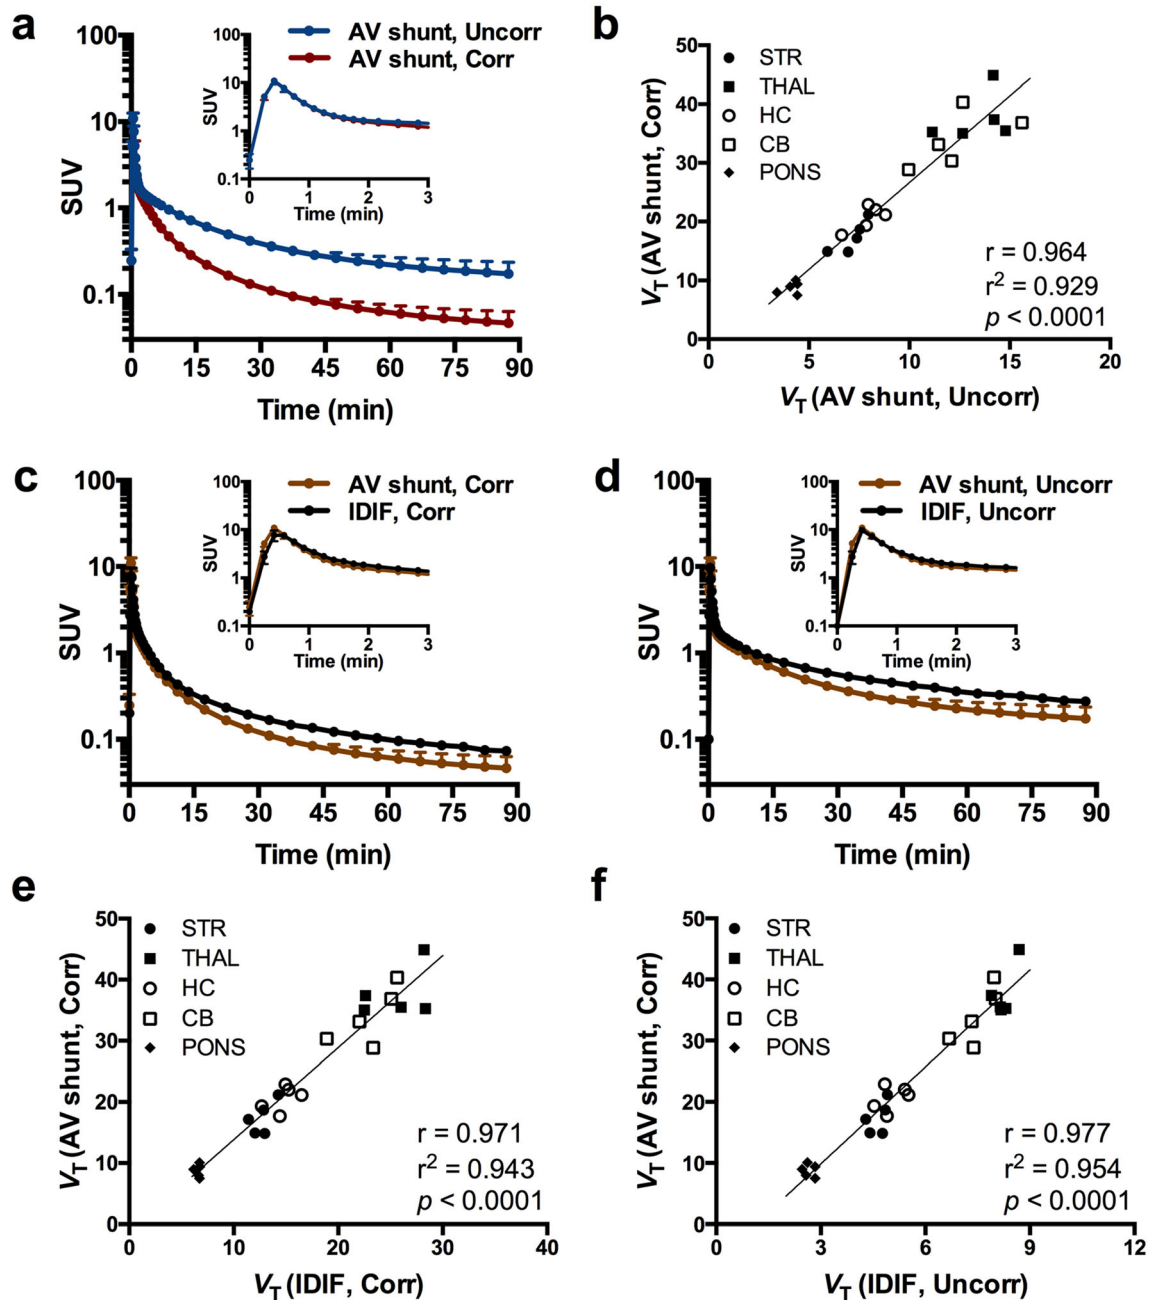 a
AV shunt, Uncorr
AV shunt, Corr
100
10
1
0.1
SUV
0 15 30 45 60 75 90
Time (min)
100
10
1
0.1
SUV
0 1 2 3
Time (min)
b
STR
THAL
HC
CB
PONS
50
40
30
20
10
0
VT (AV shunt, Corr)
r = 0.964
r² = 0.929
p < 0.0001
0 5 10 15 20
VT (AV shunt, Uncorr)
c
AV shunt, Corr
IDIF, Corr
100
10
1
0.1
SUV
0 15 30 45 60 75 90
Time (min)
100
10
1
0.1
SUV
0 1 2 3
Time (min)
d
AV shunt, Uncorr
IDIF, Uncorr
100
10
1
0.1
SUV
0 15 30 45 60 75 90
Time (min)
100
10
1
0.1
SUV
0 1 2 3
Time (min)
e
STR
THAL
HC
CB
PONS
50
40
30
20
10
0
VT (AV shunt, Corr)
r = 0.971
r² = 0.943
p < 0.0001
0 10 20 30 40
VT (IDIF, Corr)
f
STR
THAL
HC
CB
PONS
50
40
30
20
10
0
VT (AV shunt, Corr)
r = 0.977
r² = 0.954
p < 0.0001
0 3 6 9 12
VT (IDIF, Uncorr)